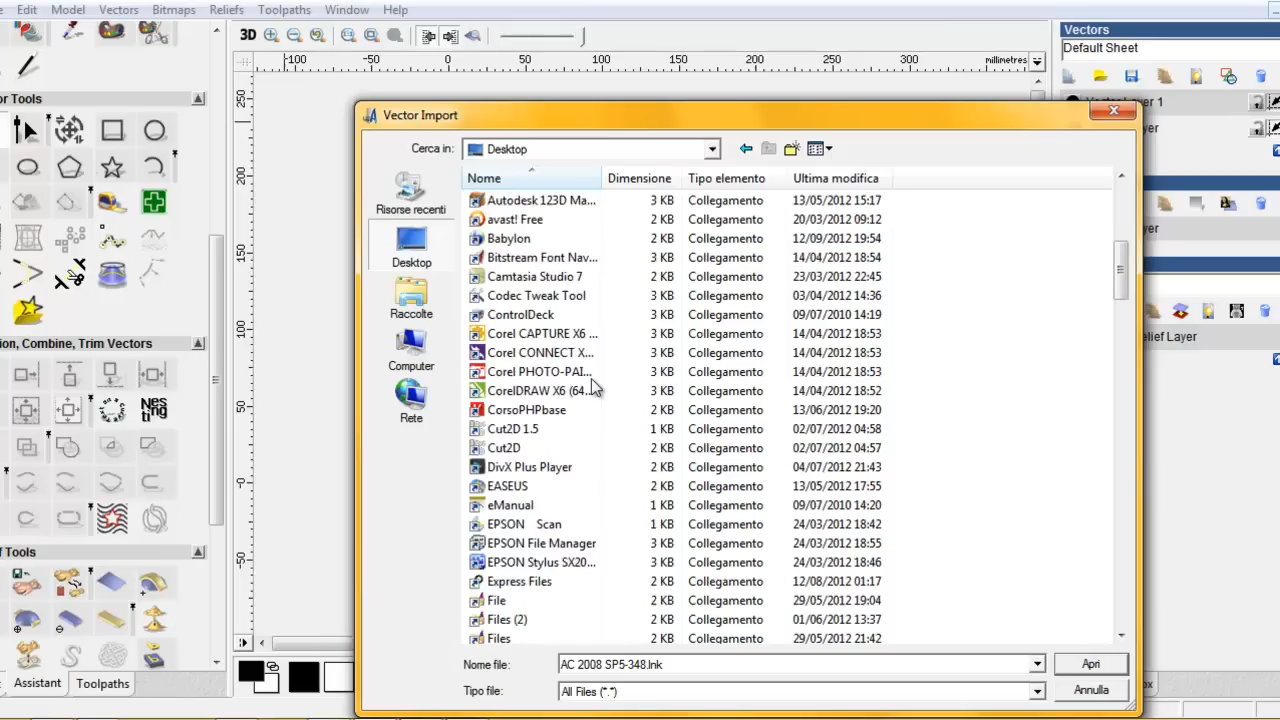 Edit Model Vectors Bitmaps Reliefs Toolpaths Window Help
3D
-100 -50 0 50 100 150 200 250 300 millimetres
250
200
150
100
50
-0
-50
or Tools
ion, Combine, Trim Vectors
Nesting
f Tools
Assistant Toolpaths
Vectors
Default Sheet
Vector Layer 1
yer
yer
elief Layer
ox
Vector Import
Cerca in: Desktop
Risorse recenti
Desktop
Raccolte
Computer
Rete
Nome Dimensione Tipo elemento Ultima modifica
Autodesk 123D Ma... 3 KB Collegamento 13/05/2012 15:17
avast! Free 2 KB Collegamento 20/03/2012 09:12
Babylon 2 KB Collegamento 12/09/2012 19:54
Bitstream Font Nav... 3 KB Collegamento 14/04/2012 18:54
Camtasia Studio 7 2 KB Collegamento 23/03/2012 22:45
Codec Tweak Tool 3 KB Collegamento 03/04/2012 14:36
ControlDeck 3 KB Collegamento 09/07/2010 14:19
Corel CAPTURE X6 ... 3 KB Collegamento 14/04/2012 18:53
Corel CONNECT X... 3 KB Collegamento 14/04/2012 18:53
Corel PHOTO-PAI... 3 KB Collegamento 14/04/2012 18:53
CorelDRAW X6 (64... 3 KB Collegamento 14/04/2012 18:52
CorsoPHPbase 2 KB Collegamento 13/06/2012 19:20
Cut2D 1.5 1 KB Collegamento 02/07/2012 04:58
Cut2D 2 KB Collegamento 02/07/2012 04:57
DivX Plus Player 2 KB Collegamento 04/07/2012 21:43
EASEUS 2 KB Collegamento 13/05/2012 17:55
eManual 1 KB Collegamento 09/07/2010 14:20
EPSON Scan 1 KB Collegamento 24/03/2012 18:42
EPSON File Manager 3 KB Collegamento 24/03/2012 18:55
EPSON Stylus SX20... 3 KB Collegamento 24/03/2012 18:46
Express Files 2 KB Collegamento 12/08/2012 01:17
File 2 KB Collegamento 29/05/2012 19:04
Files (2) 2 KB Collegamento 01/06/2012 13:37
Files 2 KB Collegamento 29/05/2012 21:42
Nome file: AC 2008 SP5-348.lnk Apri
Tipo file: All Files (*.*) Annulla